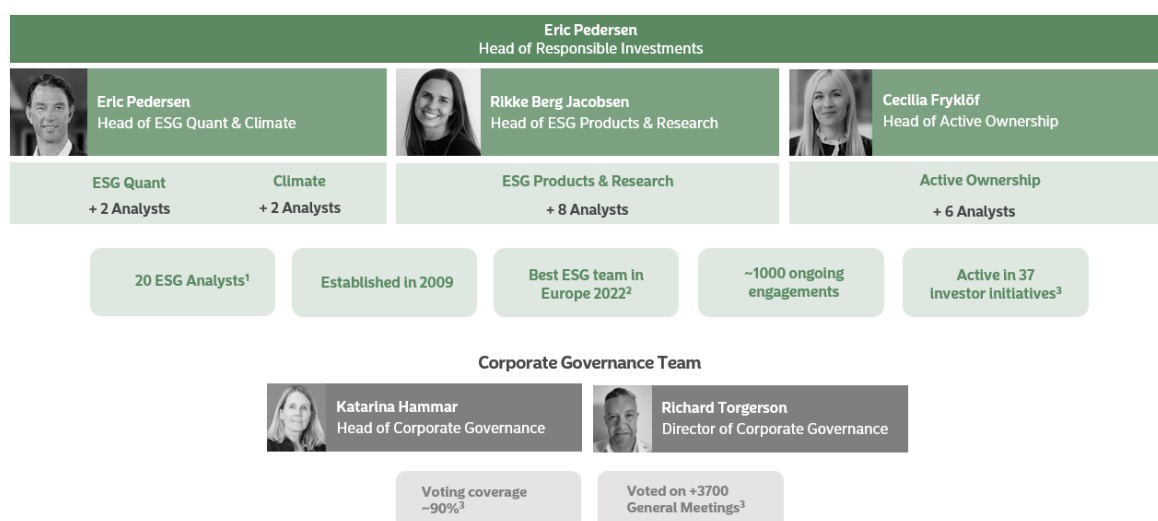 Eric Pedersen
Head of Responsible Investments
Eric Pedersen
Head of ESG Quant & Climate
Rikke Berg Jacobsen
Head of ESG Products & Research
Cecilia Fryklöf
Head of Active Ownership
ESG Quant
+ 2 Analysts
Climate
+ 2 Analysts
ESG Products & Research
+ 8 Analysts
Active Ownership
+ 6 Analysts
20 ESG Analysts¹
Established in 2009
Best ESG team in
Europe 2022²
~1000 ongoing
engagements
Active in 37
investor initiatives³
Corporate Governance Team
Katarina Hammar
Head of Corporate Governance
Richard Torgerson
Director of Corporate Governance
Voting coverage
~90%³
Voted on +3700
General Meetings³